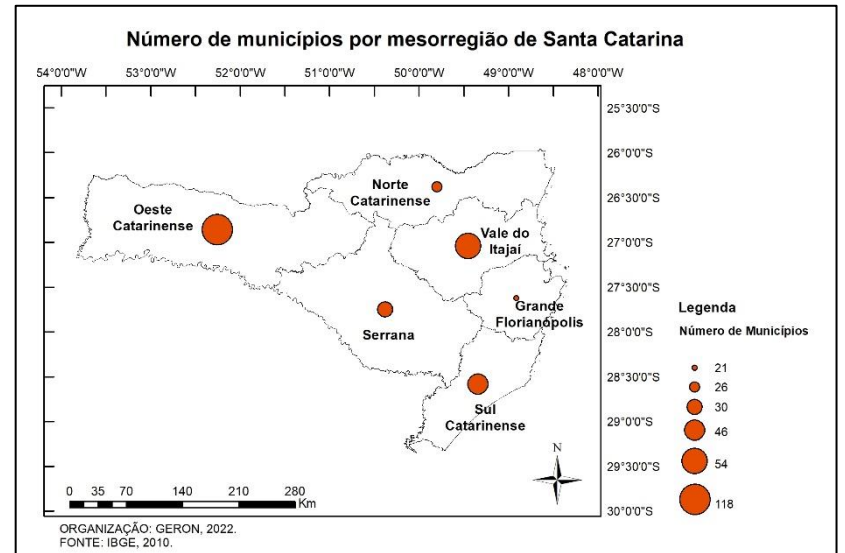 Número de municípios por mesorregião de Santa Catarina
54°0'0"W 53°0'0"W 52°0'0"W 51°0'0"W 50°0'0"W 49°0'0"W 48°0'0"W
25°30'0"S
26°0'0"S
26°30'0"S
27°0'0"S
27°30'0"S
28°0'0"S
28°30'0"S
29°0'0"S
29°30'0"S
30°0'0"S
Norte
Catarinense
Oeste
Catarinense
Vale do
Itajaí
Grande
Florianópolis
Serrana
Sul
Catarinense
Legenda
Número de Municípios
21
26
30
46
54
118
N
0 35 70 140 210 280
Km
ORGANIZAÇÃO: GERON, 2022.
FONTE: IBGE, 2010.